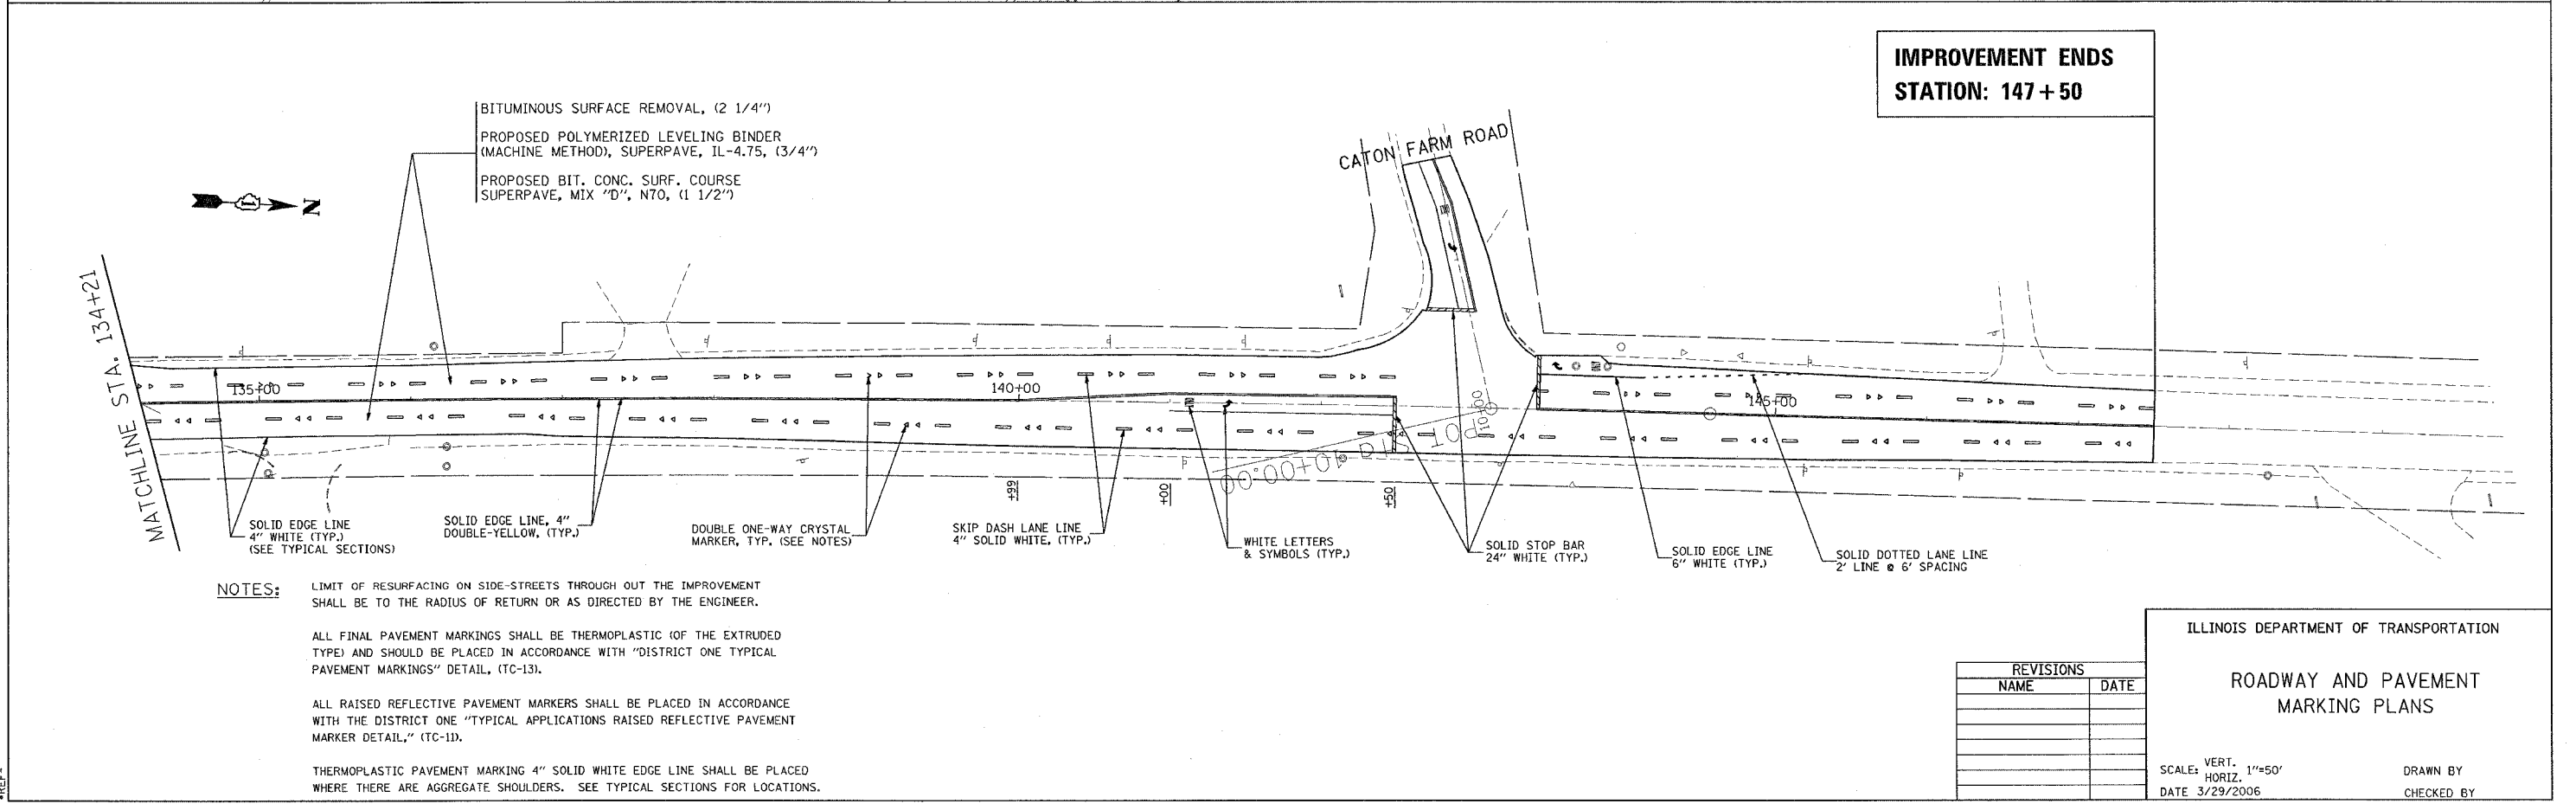 IMPROVEMENT ENDS
STATION: 147+50
BITUMINOUS SURFACE REMOVAL, (2 1/4")
PROPOSED POLYMERIZED LEVELING BINDER
(MACHINE METHOD), SUPERPAVE, IL-4.75, (3/4")
PROPOSED BIT. CONC. SURF. COURSE
SUPERPAVE, MIX "D", N70, (1 1/2")
N
CATON FARM ROAD
MATCHLINE STA. 134+21
135+00
140+00
145+00
10+00
POT STA 10+00.00
+99
+00
+50
SOLID EDGE LINE
4" WHITE (TYP.)
(SEE TYPICAL SECTIONS)
SOLID EDGE LINE, 4"
DOUBLE-YELLOW, (TYP.)
DOUBLE ONE-WAY CRYSTAL
MARKER, TYP. (SEE NOTES)
SKIP DASH LANE LINE
4" SOLID WHITE, (TYP.)
WHITE LETTERS
& SYMBOLS (TYP.)
SOLID STOP BAR
24" WHITE (TYP.)
SOLID EDGE LINE
6" WHITE (TYP.)
SOLID DOTTED LANE LINE
2' LINE @ 6' SPACING
NOTES:
LIMIT OF RESURFACING ON SIDE-STREETS THROUGH OUT THE IMPROVEMENT
SHALL BE TO THE RADIUS OF RETURN OR AS DIRECTED BY THE ENGINEER.
ALL FINAL PAVEMENT MARKINGS SHALL BE THERMOPLASTIC (OF THE EXTRUDED
TYPE) AND SHOULD BE PLACED IN ACCORDANCE WITH "DISTRICT ONE TYPICAL
PAVEMENT MARKINGS" DETAIL, (TC-13).
ALL RAISED REFLECTIVE PAVEMENT MARKERS SHALL BE PLACED IN ACCORDANCE
WITH THE DISTRICT ONE "TYPICAL APPLICATIONS RAISED REFLECTIVE PAVEMENT
MARKER DETAIL," (TC-11).
THERMOPLASTIC PAVEMENT MARKING 4" SOLID WHITE EDGE LINE SHALL BE PLACED
WHERE THERE ARE AGGREGATE SHOULDERS. SEE TYPICAL SECTIONS FOR LOCATIONS.
REVISIONS
NAME DATE
ILLINOIS DEPARTMENT OF TRANSPORTATION
ROADWAY AND PAVEMENT
MARKING PLANS
SCALE: VERT. HORIZ. 1"=50'
DATE 3/29/2006
DRAWN BY
CHECKED BY